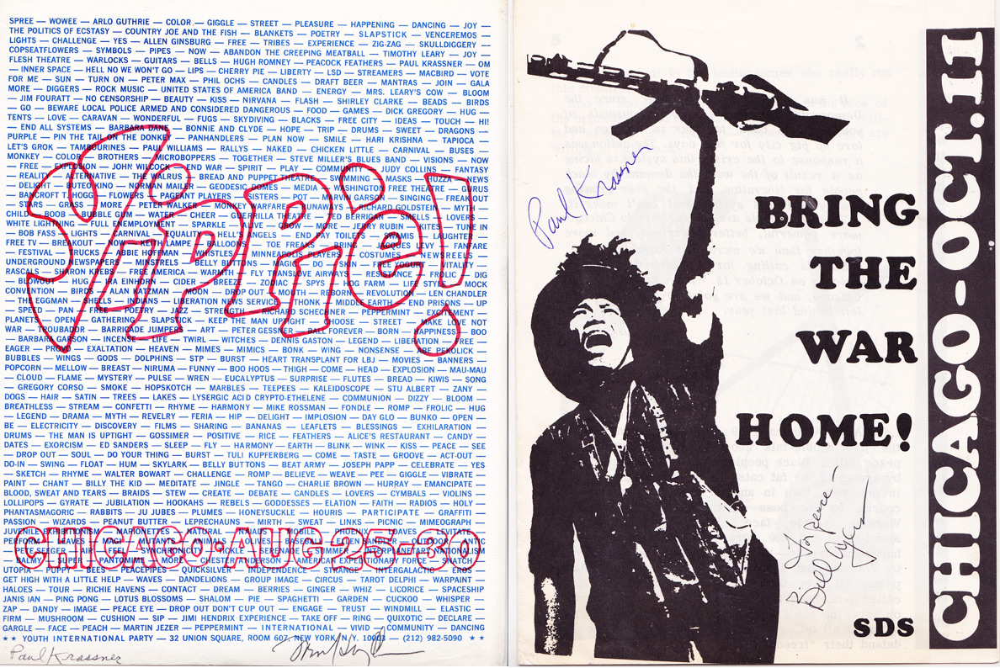 SPREE — WOWEE — ARLO GUTHRIE — COLOR — GIGGLE — STREET — PLEASURE — HAPPENING — DANCING — JOY —
THE POLITICS OF ECSTASY — COUNTRY JOE AND THE FISH — BLANKETS — POETRY — SLAPSTICK — VENCEREMOS
LIGHTS — CHALLENGE — YES — ALLEN GINSBURG — FREE — TRIBES — EXPERIENCE — ZIG-ZAG — SKULLDIGGERY —
COPSEATFLOWERS — SYMBOLS — PIPES — NOW — ABANDON THE CREEPING MEATBALL — TIMOTHY LEARY — JOY —
FLESH THEATRE — WARLOCKS — GUITARS — BELLS — HUGH ROMNEY — PEACOCK FEATHERS — PAUL KRASSNER — OM
— INNER SPACE — HELL NO WE WON'T GO — LIPS — CHERRY PIE — LIBERTY — LSD — STREAMERS — MACBIRD — VOTE
FOR ME — SUN — TURN ON — PETER MAX — PHIL OCHS — CANDLES — DRAFT BEER — MANTRAS — JOIN — GALA
MORE — DIGGERS — ROCK MUSIC — UNITED STATES OF AMERICA BAND — ENERGY — MRS. LEARY'S COW — BLOOM
— JIM FOURATT — NO CENSORSHIP — BEAUTY — KISS — NIRVANA — FLASH — SHIRLEY CLARKE — BEADS — BIRDS
— GO — BEWARE LOCAL POLICE ARMED AND CONSIDERED DANGEROUS — FOOD — GAMES — DICK GREGORY — HUG —
TENTS — LOVE — CARAVAN — WONDERFUL — FUGS — SKYDIVING — BLACKS — FREE CITY — IDEAS — TOUCH — HI!
— END ALL SYSTEMS — BARBARA DANE — BONNIE AND CLYDE — HOPE — TRIP — DRUMS — SWEET — DRAGONS —
PURPLE — PIN THE TAIL ON THE DONKEY — PANHANDLERS — PLAN NOW — SMILE — HARI KRISHNA — TAPIOCA —
LET'S GROK — TAMBOURINES — PAUL WILLIAMS — RALLYS — NAKED — CHICKEN LITTLE — CARNIVAL — BUSES —
MONKEY — COLOR — BROTHERS — MICROBOPPERS — TOGETHER — STEVE MILLER'S BLUES BAND — VISIONS — NOW
— FREE — EXPLOSION — JOHN WILCOCK — END WAR — SPIRIT — PLAY — COMMUNITY — JUDY COLLINS — FANTASY
— REALITY — ALTERNATIVE — THE WALRUS — BREAD AND PUPPET THEATRE — SWIMMING — MASKS — HUZZA — NEWS
— DELIGHT — BUTEO KINO — NORMAN MAILER — GEODESIC DOMES — MEDIA — WASHINGTON FREE THEATRE — GURUS
— BANCROFT — HOGG — FLOWERS — PAGEANT PLAYERS — SISTERS — POT — MARVIN GARSON — SINGING — FREAK OUT
— STARS — GRASS — MORE — PETER WALKER — MONKEY WARFARE — RUNAWAYS — RICHARD GOLDSTEIN — MYTH —
CHILD — BOOB — BUBBLE GUM — WATER — CHEER — GUERRILLA THEATRE — TED BERRIGAN — SMELLS — LOVERS
WHITE LIGHTNING — FULL EMPLOYMENT — SPARKLE — GROW — MORE — JERRY RUBIN — KITES — TUNE IN
— BOB FASS — LIGHTS — CARNIVAL — EQUALITY — HELL'S ANGELS — END PAY TOILETS — LAUGHTER
FREE TV — BREAKOUT — NOW — KEITH LAMPE — BALLOONS — TOE FREAKS — BRING — JACQUES LEVY — FANFARE
— FESTIVAL — ABBIE HOFFMAN — WHISTLES — MINNEAPOLIS PLAYERS — COSTUMES — NEWSREELS —
UNDERGROUND NEWSPAPERS — MINSTRELS — BELLY BUTTONS — MAGIC — DO — SKIN — FREE YOGURT — VITALITY
RASCALS — SHARON KREBS — FREE AMERICA — WARMTH — FLY TRANSLOVE AIRWAYS — RESISTANCE — FROLIC — DIG
— BLOWOUT — HUG — IRA EINHORN — CIDER — BREEZE — ZODIAC — THE SPYS — HOG FARM — LIFE STYLE — MOCK
CONVENTION — BIRDS — ALAN KATZMAN — MOON — DROP OUT — MOUTH — REBORN — REVOLUTION — LEN CHANDLER
— THE EGGMAN — SHELLS — INDIANS — LIBERATION NEWS SERVICE — THONK — MIDDLE EARTH — END PRISONS — UP
— SPEED — PAN — FREE — POETRY — JAZZ — STRENGTH — RICHARD SCHECHNER — PEPPERMINT — EXCITEMENT
PLANETS — OPEN — GATHERING — SLAPSTICK — KEEP THE MAN UPTIGHT — CHOOSE — STREET — MAKE LOVE NOT
WAR — TROUBADOR — BARRICADE JUMPERS — ART — PETER GESSNER — BALL FOREVER — BORN — HAPPINESS — BOO
— BARBARA GARSON — INCENSE — LIFE — TWIRL — WITCHES — DENNIS GASTON — LEGEND — LIBERATION — FREE —
EAGER — PROVO — EXALTATION — HEAVEN — MIMES — MIMICS — BONK — WING — NONSENSE — ABE PEKOLICK —
BUBBLES — WINGS — GODS — DOLPHINS — STP — BURST — HEART TRANSPLANT FOR LBJ — MOVIES — BANNERS —
POPCORN — MELLOW — BREAST — NIRUMA — FUNNY — BOO HOOS — THIGH — COME — HEAD — EXPLOSION — MAU-MAU
— CLOUD — FLAME — MYSTERY — PULSE — WREN — EUCALYPTUS — SURPRISE — FLUTES — BREAD — KIWIS — SONG
— GREGORY CORSO — SMOKE — HOPSKOTCH — MARBLES — TEEPEES — KALEIDOSCOPE — STU ALBERT — ZANY —
DOGS — HAIR — SATIN — TREES — LAKES — LYSERGIC ACID CRYPTO-ETHELENE — COMMUNION — DIZZY — BLOOM —
BREATHLESS — STREAM — CONFETTI — RHYME — HARMONY — MIKE ROSSMAN — FONDLE — ROMP — FROLIC — HUG
— LEGEND — DRAMA — MYTH — REVELRY — FERIA — HIP — DELIGHT — IMPLOSION — DAY GLO — BUNKO — OPEN —
BE — ELECTRICITY — DISCOVERY — FILMS — SHARING — BANANAS — LEAFLETS — BLESSINGS — EXHILARATION —
DRUMS — THE MAN IS UPTIGHT — GOSSIMER — POSITIVE — RICE — FEATHERS — ALICE'S RESTAURANT — CANDY —
DATES — EXORCISM — ED SANDERS — SLEEP — FLY — HARMONY — EARTH — BLINK — WINK — KISS — PEACE — SEE
— DROP OUT — SOUL — DO YOUR THING — BURST — TULI KUPFERBERG — COME — TASTE — GROOVE — ACT-OUT —
DO-IN — SWING — FLOAT — HUM — SKYLARK — BELLY BUTTONS — BEAT ARMY — JOSEPH PAPP — CELEBRATE — YES
— SKETCH — RHYME — WALTER BOWART — CHALLENGE — ROMP — BELIEVE — WEAVE — PEE — GIGGLE — VIBRATE —
PAINT — CHANT — BILLY THE KID — MEDITATE — JINGLE — TANGO — CHARLIE BROWN — HURRAY — EMANCIPATE —
BLOOD, SWEAT AND TEARS — BRAIDS — STEW — CREATE — DEBATE — CANDLES — LOVERS — CYMBALS — VIOLINS —
LOLLIPOPS — GYRATE — JUBILATION — HOOKAHS — REBELS — GODDESSES — ELATION — FAITH — RADIOS — HOLY —
PHANTASMAGORIC — RABBITS — JU JUBES — PLUMES — HONEYSUCKLE — HOURIS — PARTICIPATE — GRAFFITI —
PASSION — WIZARDS — PEANUT BUTTER — LEPRECHAUNS — MIRTH — SWEAT — LINKS — PICNIC — MIMEOGRAPH —
JUVENILE EXHIBITIONISM — MARIONETTES — NATURAL — NAIADS — MOBILE — PHOENIX — LAVES — LEVITATE
PERFORM — WAVES — MAGI — MUTANTS — ANIMALS — OLIVES — BASEBALL — EDEN HANDLER — OUTDOOR —
— PETE SEEGER — AIR — AGELESS — SYNCHRONICITY — TICKLE — SEED — SUMMER — INTERPLANETARY NATIONALISM
— BALMY — SUPER — PANTOMIME — MORE — CHESTER ANDERSON — AMERICAN EXPEDITIONARY FORCE — SNATCH
UTOPIA — PUPPY — BEES — PEACEPIPES — QUICKSILVER — INDEPENDENCE — STRANGE — INTERGALACTIC — EROS
GET HIGH WITH A LITTLE HELP — WAVES — DANDELIONS — GROUP IMAGE — CIRCUS — TAROT DELPHI — WARPAINT —
HALOES — TOUR — RICHIE HAVENS — CONTACT — DREAM — BERRIES — GINGER — WHIZ — LICORICE — SPACESHIP
JANIS IAN — PING PONG — LOTUS BLOSSOMS — SHALOM — PIE — SPAGHETTI — GARDEN — CUCKOO — WHISPER —
ZAP — DANDY — IMAGE — PEACE EYE — DROP OUT DON'T CUP OUT — ENGAGE — TRUST — WINDMILL — ELASTIC —
FIRM — MUSHROOM — CUSHION — SIP — JIMI HENDRIX EXPERIENCE — TAKE OFF — RING — QUIXOTIC — DECLARE —
GARGLE — FACE — PEACH — MARTIN JEZER — PEPPERMINT — INTERNATIONAL — VIVID — COMMUNITY — DANCING
★★ YOUTH INTERNATIONAL PARTY — 32 UNION SQUARE, ROOM 607, NEW YORK, N.Y. 10003 — (212) 982-5090 ★★
Yippie!
CHICAGO•AUG 25-30
Paul Krassner
Paul Krassner
BRING
THE
WAR
HOME!
CHICAGO-OCT.11
To peace
Bill Ayers
SDS